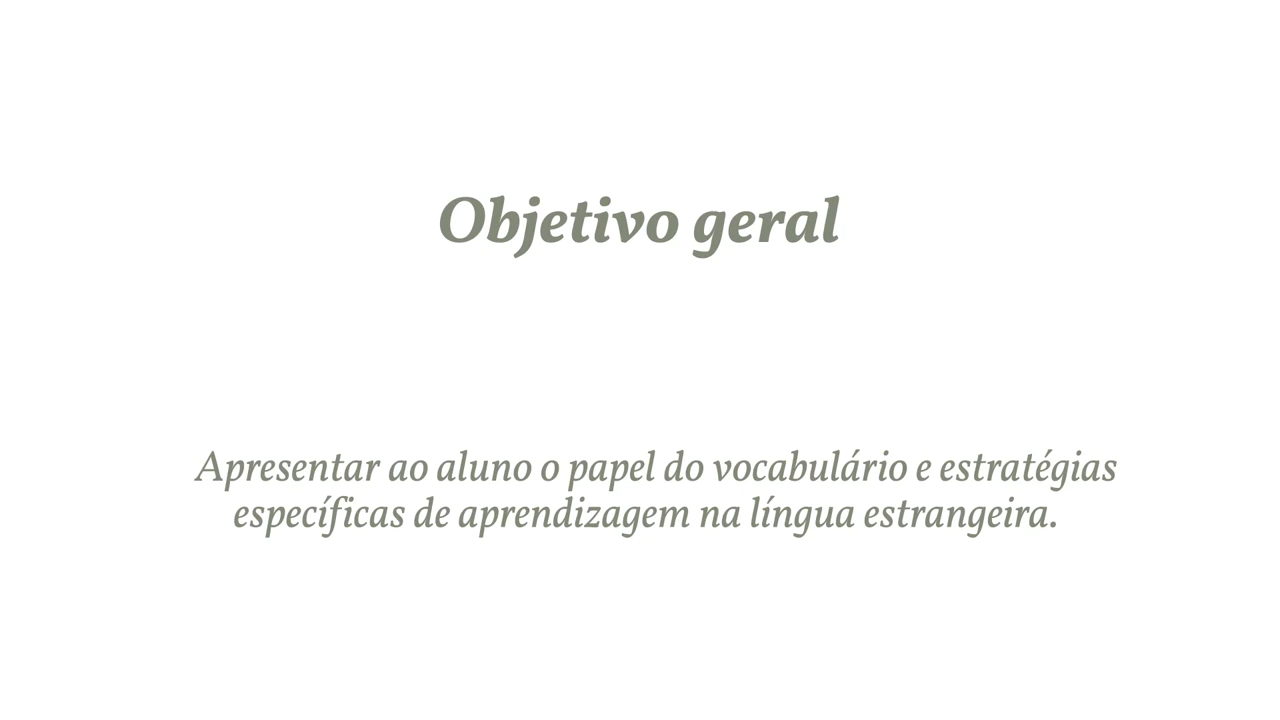 Objetivo geral
Apresentar ao aluno o papel do vocabulário e estratégias
específicas de aprendizagem na língua estrangeira.